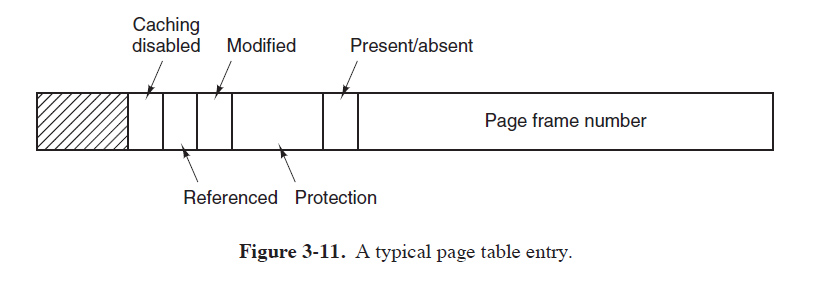 Caching
disabled
Modified
Present/absent
Page frame number
Referenced
Protection
Figure 3-11. A typical page table entry.